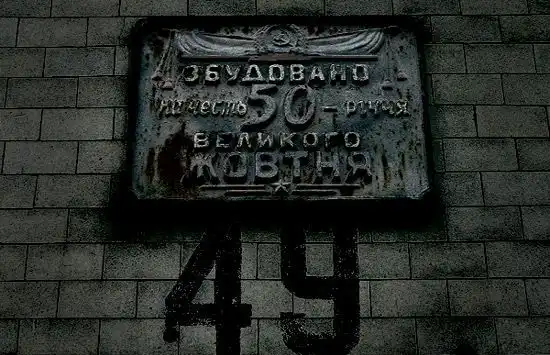 ЗБУДОВАНО
на честь 50-річчя
ВЕЛИКОГО
ЖОВТНЯ
49